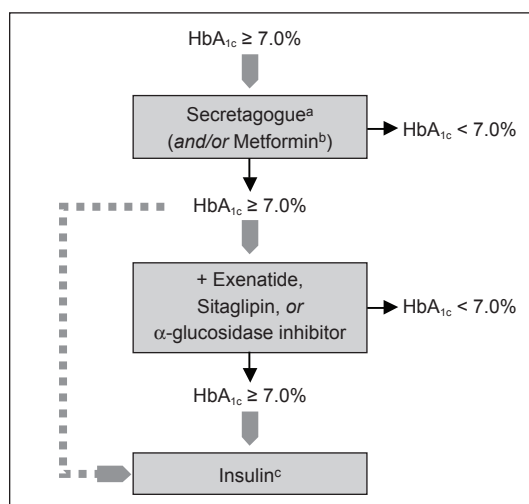 HbA1c ≥ 7.0%
Secretagogueᵃ
(and/or Metforminᵇ)
HbA1c < 7.0%
HbA1c ≥ 7.0%
+ Exenatide,
Sitaglipin, or
α-glucosidase inhibitor
HbA1c < 7.0%
HbA1c ≥ 7.0%
Insulinᶜ